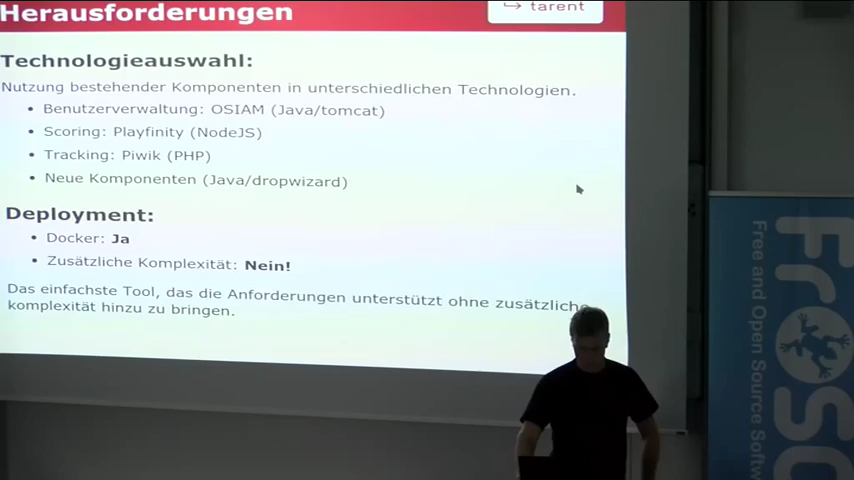 Herausforderungen
tarent
Technologieauswahl:
Nutzung bestehender Komponenten in unterschiedlichen Technologien.
• Benutzerverwaltung: OSIAM (Java/tomcat)
• Scoring: Playfinity (NodeJS)
• Tracking: Piwik (PHP)
• Neue Komponenten (Java/dropwizard)
Deployment:
• Docker: Ja
• Zusätzliche Komplexität: Nein!
Das einfachste Tool, das die Anforderungen unterstützt ohne zusätzliche
komplexität hinzu zu bringen.
Free and Open Source Softw
FrOSC